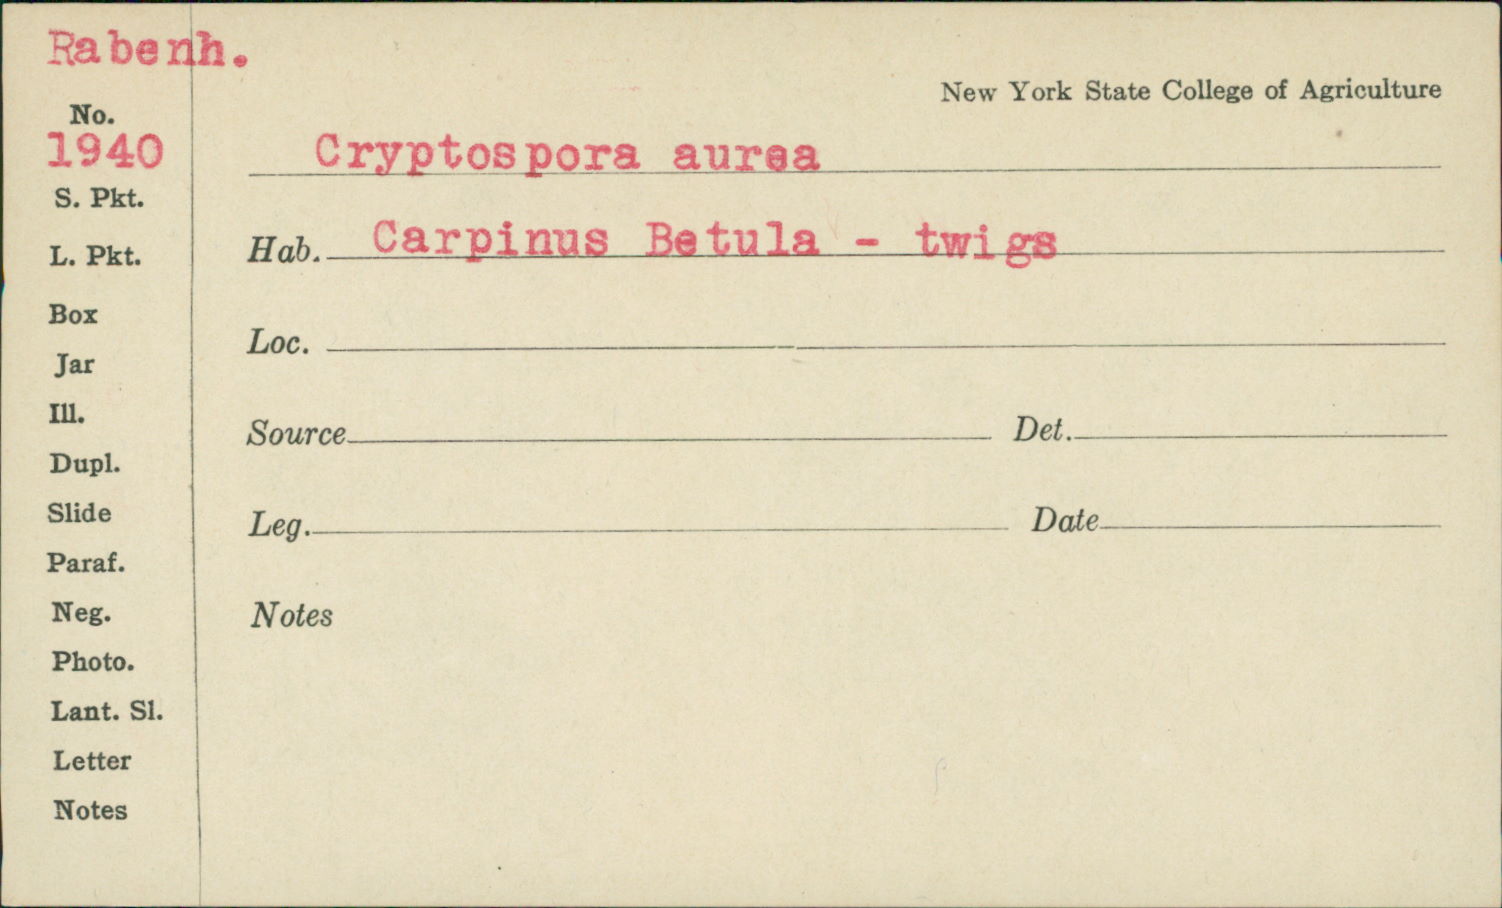 Rabenh.
New York State College of Agriculture
No.
1940
Cryptospora aurea
S. Pkt.
Hab. Carpinus Betula - twigs
L. Pkt.
Box
Loc.
Jar
Ill.
Source Det.
Dupl.
Slide
Leg. Date
Paraf.
Neg.
Notes
Photo.
Lant. Sl.
Letter
Notes